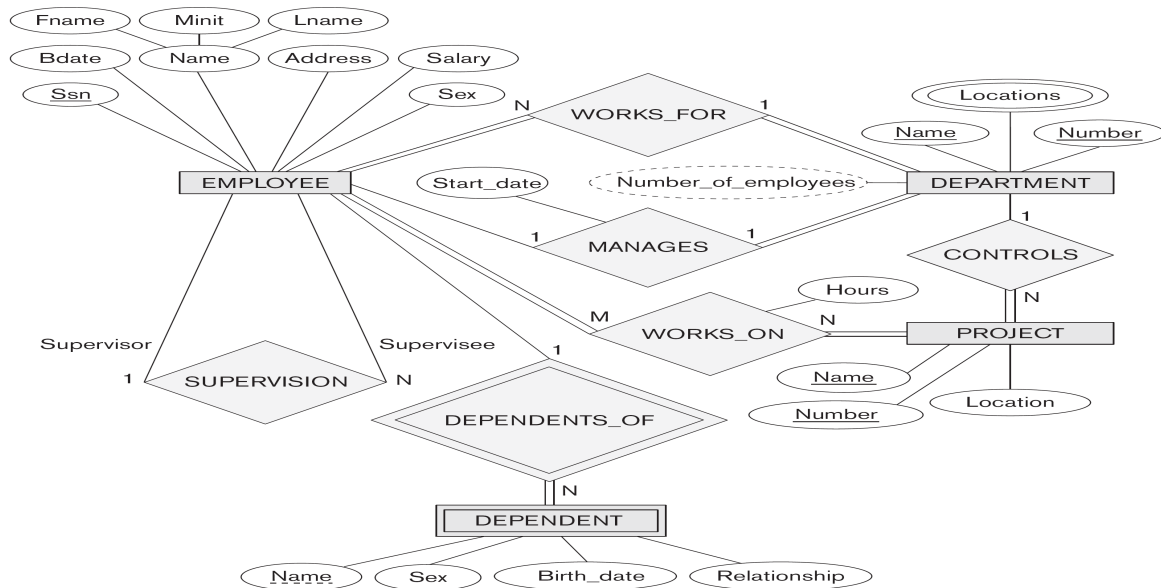 Fname Minit Lname
Bdate Name Address Salary
Ssn Sex
Locations
N WORKS_FOR 1
Name Number
EMPLOYEE Start_date Number_of_employees DEPARTMENT
1 MANAGES 1
1
CONTROLS
Hours
M WORKS_ON N
N
PROJECT
Supervisor Supervisee
1 SUPERVISION N
1
Name
Number Location
DEPENDENTS_OF
N
DEPENDENT
Name Sex Birth_date Relationship